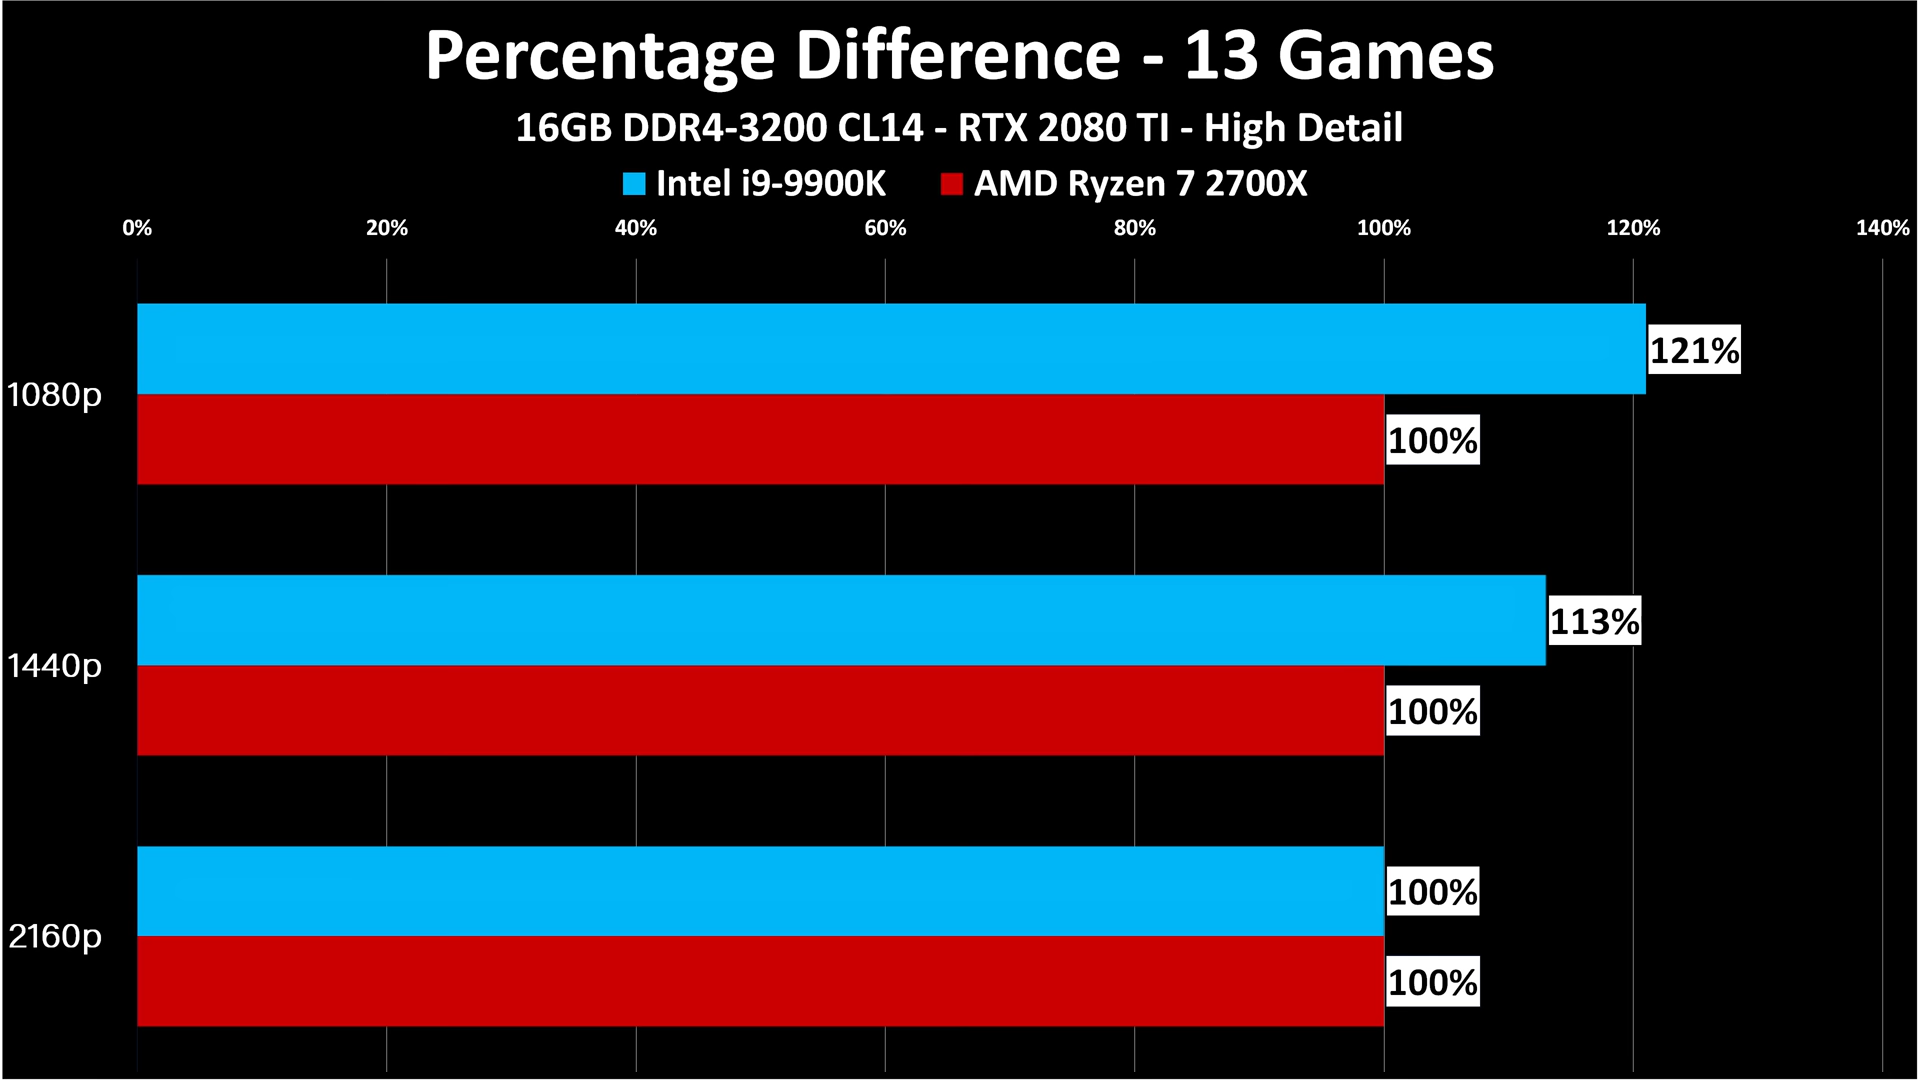 Percentage Difference - 13 Games
16GB DDR4-3200 CL14 - RTX 2080 TI - High Detail
Intel i9-9900K AMD Ryzen 7 2700X
0% 20% 40% 60% 80% 100% 120% 140%
121%
1080p
100%
113%
1440p
100%
100%
2160p
100%